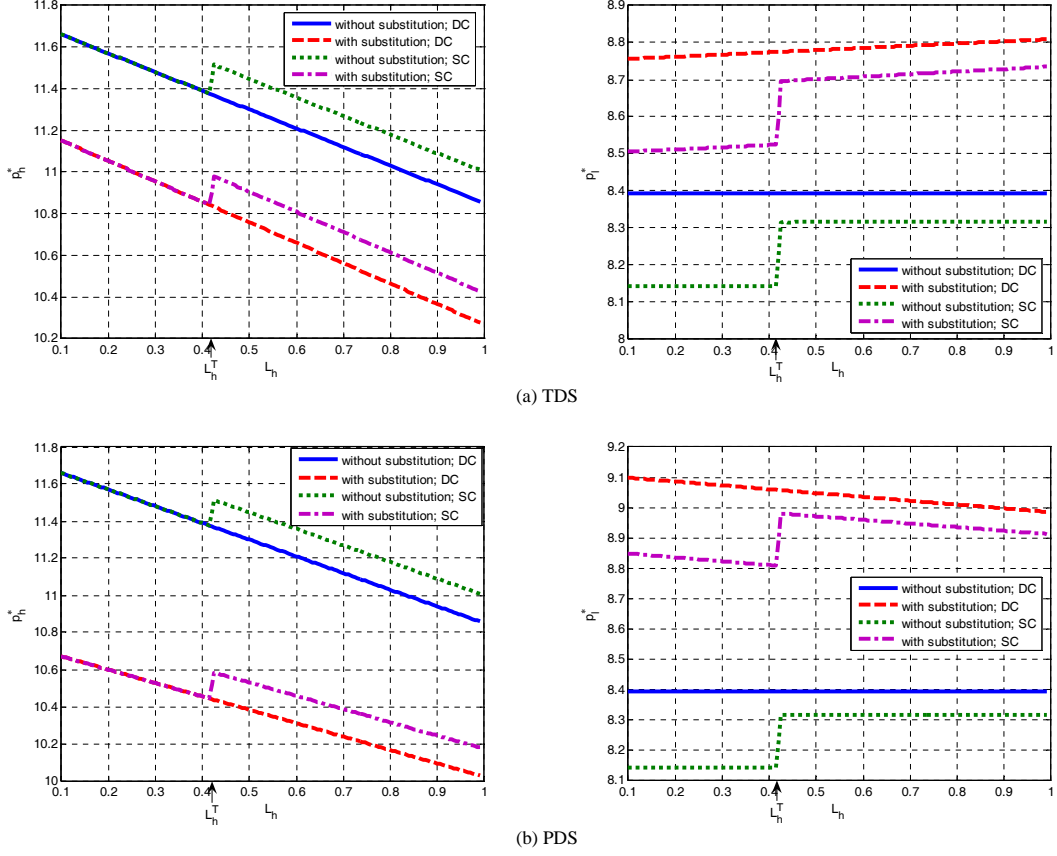 11.8
11.6
11.4
11.2
11
10.8
10.6
10.4
10.2
p*h
without substitution; DC
with substitution; DC
without substitution; SC
with substitution; SC
0.1 0.2 0.3 0.4 0.5 0.6 0.7 0.8 0.9 1
L_h^T L_h
8.9
8.8
8.7
8.6
8.5
8.4
8.3
8.2
8.1
8
p*l
without substitution; DC
with substitution; DC
without substitution; SC
with substitution; SC
0.1 0.2 0.3 0.4 0.5 0.6 0.7 0.8 0.9 1
L_h^T L_h
(a) TDS
11.8
11.6
11.4
11.2
11
10.8
10.6
10.4
10.2
10
p*h
without substitution; DC
with substitution; DC
without substitution; SC
with substitution; SC
0.1 0.2 0.3 0.4 0.5 0.6 0.7 0.8 0.9 1
L_h^T L_h
9.2
9.1
9
8.9
8.8
8.7
8.6
8.5
8.4
8.3
8.2
8.1
p*l
without substitution; DC
with substitution; DC
without substitution; SC
with substitution; SC
0.1 0.2 0.3 0.4 0.5 0.6 0.7 0.8 0.9 1
L_h^T L_h
(b) PDS